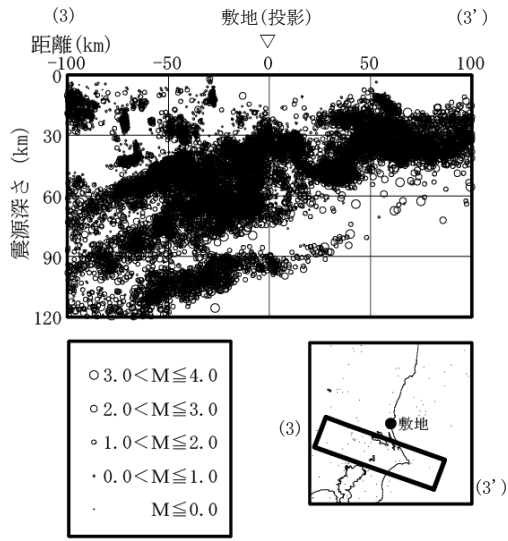 (3) 敷地(投影) (3')
距離(km) ▽
-100 -50 0 50 100
0
30
60
90
120
震源深さ (km)
○3.0<M≦4.0
○2.0<M≦3.0
○1.0<M≦2.0
・0.0<M≦1.0
・M≦0.0
敷地
(3)
(3')